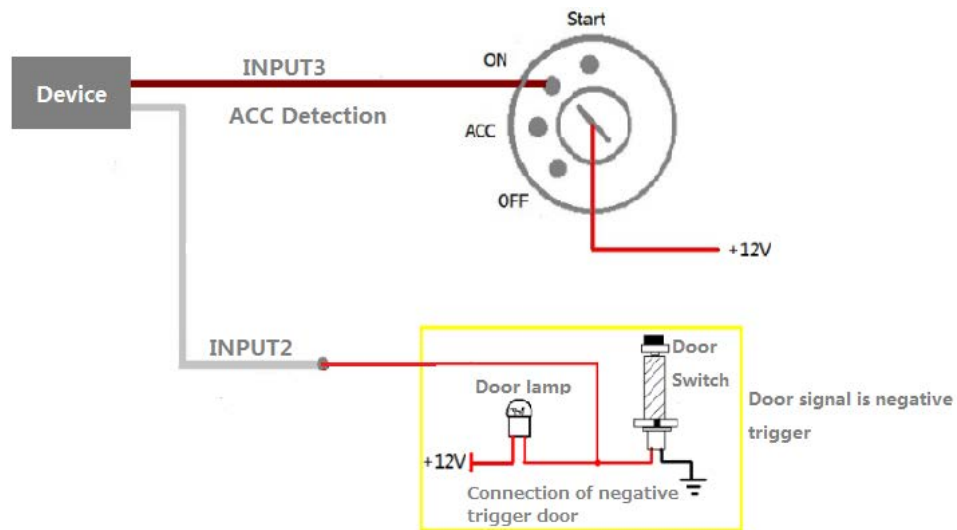 Start
ON
INPUT3
Device
ACC Detection
ACC
OFF
+12V
INPUT2
Door
Switch
Door lamp
Door signal is negative
trigger
+12V
Connection of negative
trigger door